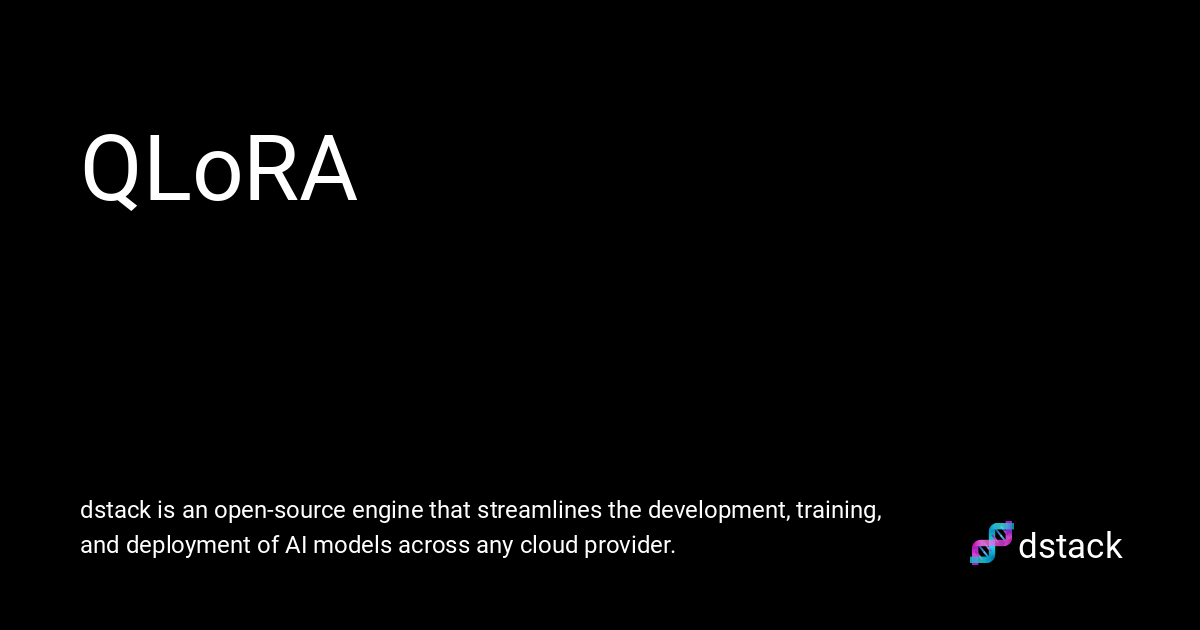 QLoRA
dstack is an open-source engine that streamlines the development, training,
and deployment of AI models across any cloud provider.
dstack